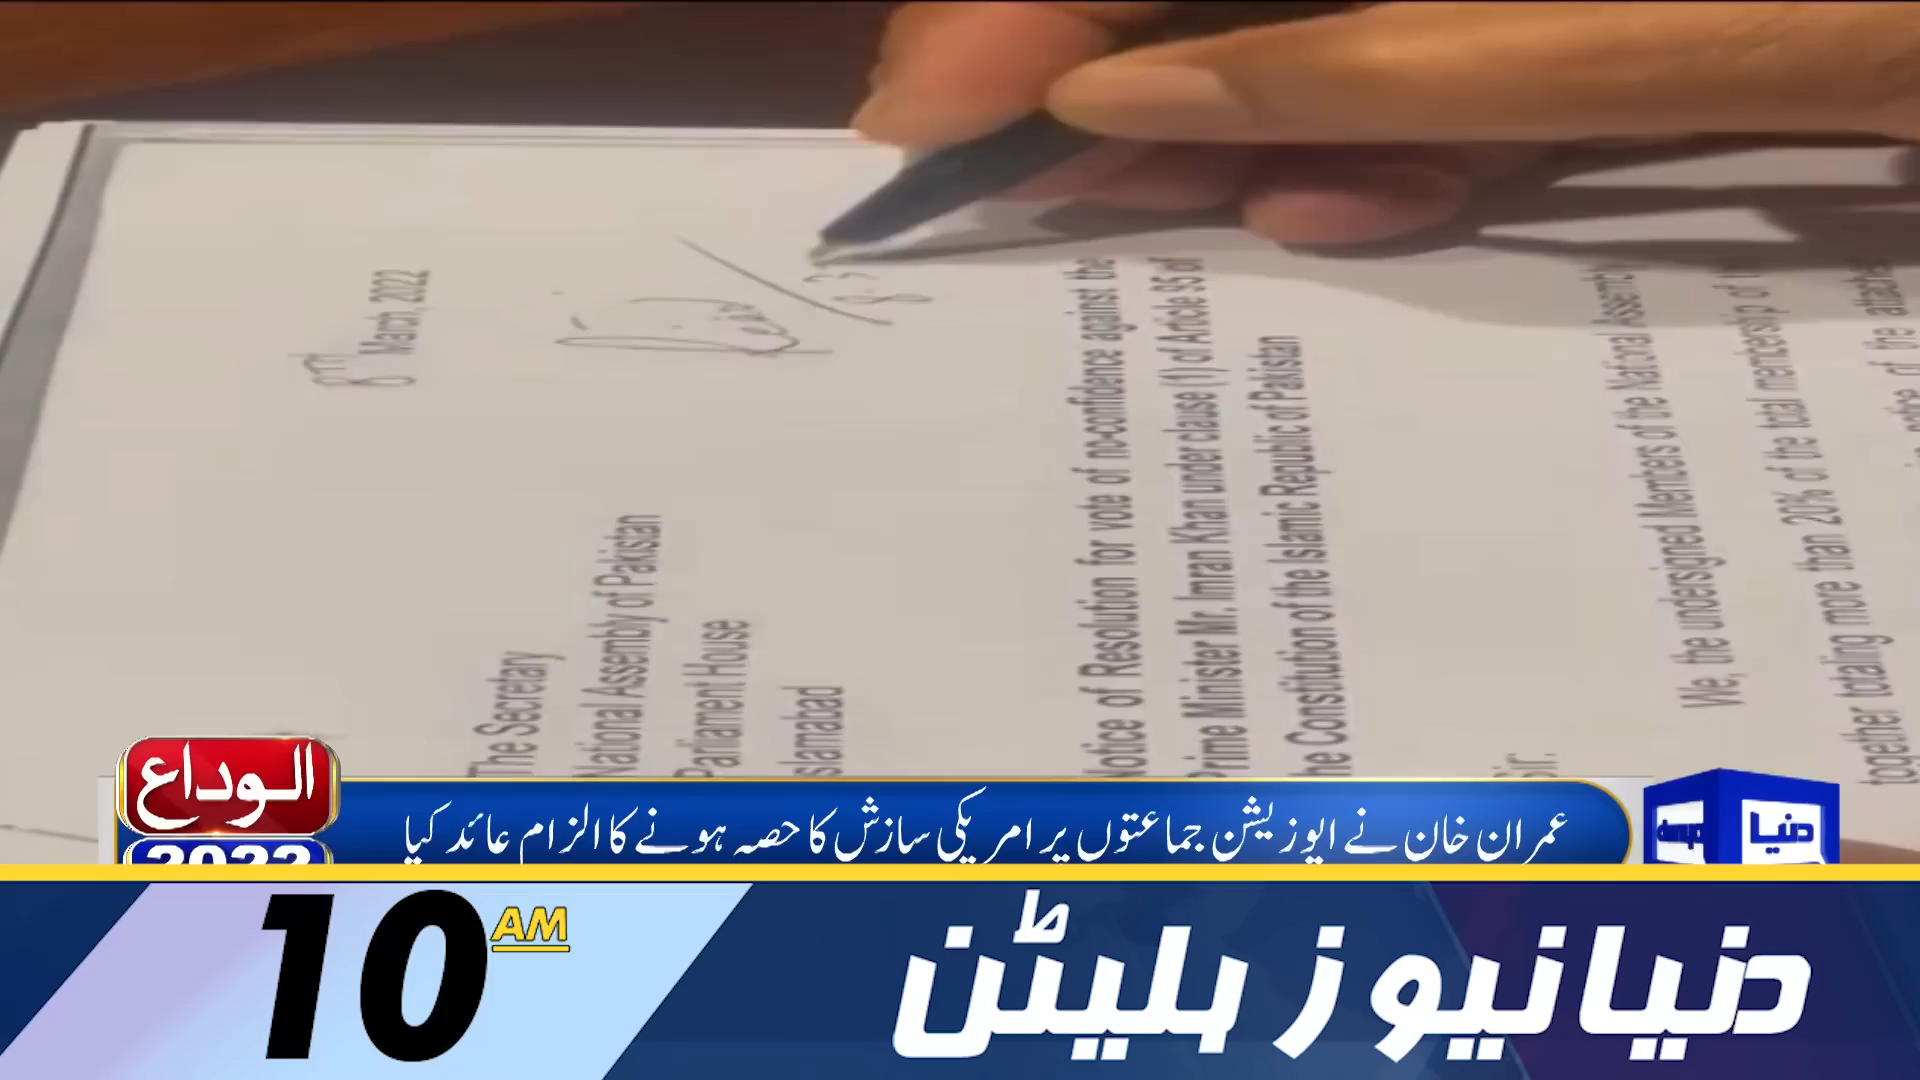 8TH March, 2022
The Secretary
National Assembly of Pakistan
Parliament House
Islamabad
Notice of Resolution for vote of no-confidence against the
Prime Minister Mr. Imran Khan under clause (1) of Article 95 of
the Constitution of the Islamic Republic of Pakistan
Sir.
We, the undersigned Members of the National Assembly
together totaling more than 20% of the total membership of
of the
الوداع
2022
عمران خان نے اپوزیشن جماعتوں پر امریکی سازش کا حصہ ہونے کا الزام عائد کیا
دنیا
10 AM
دنیا نیوز بلیٹن